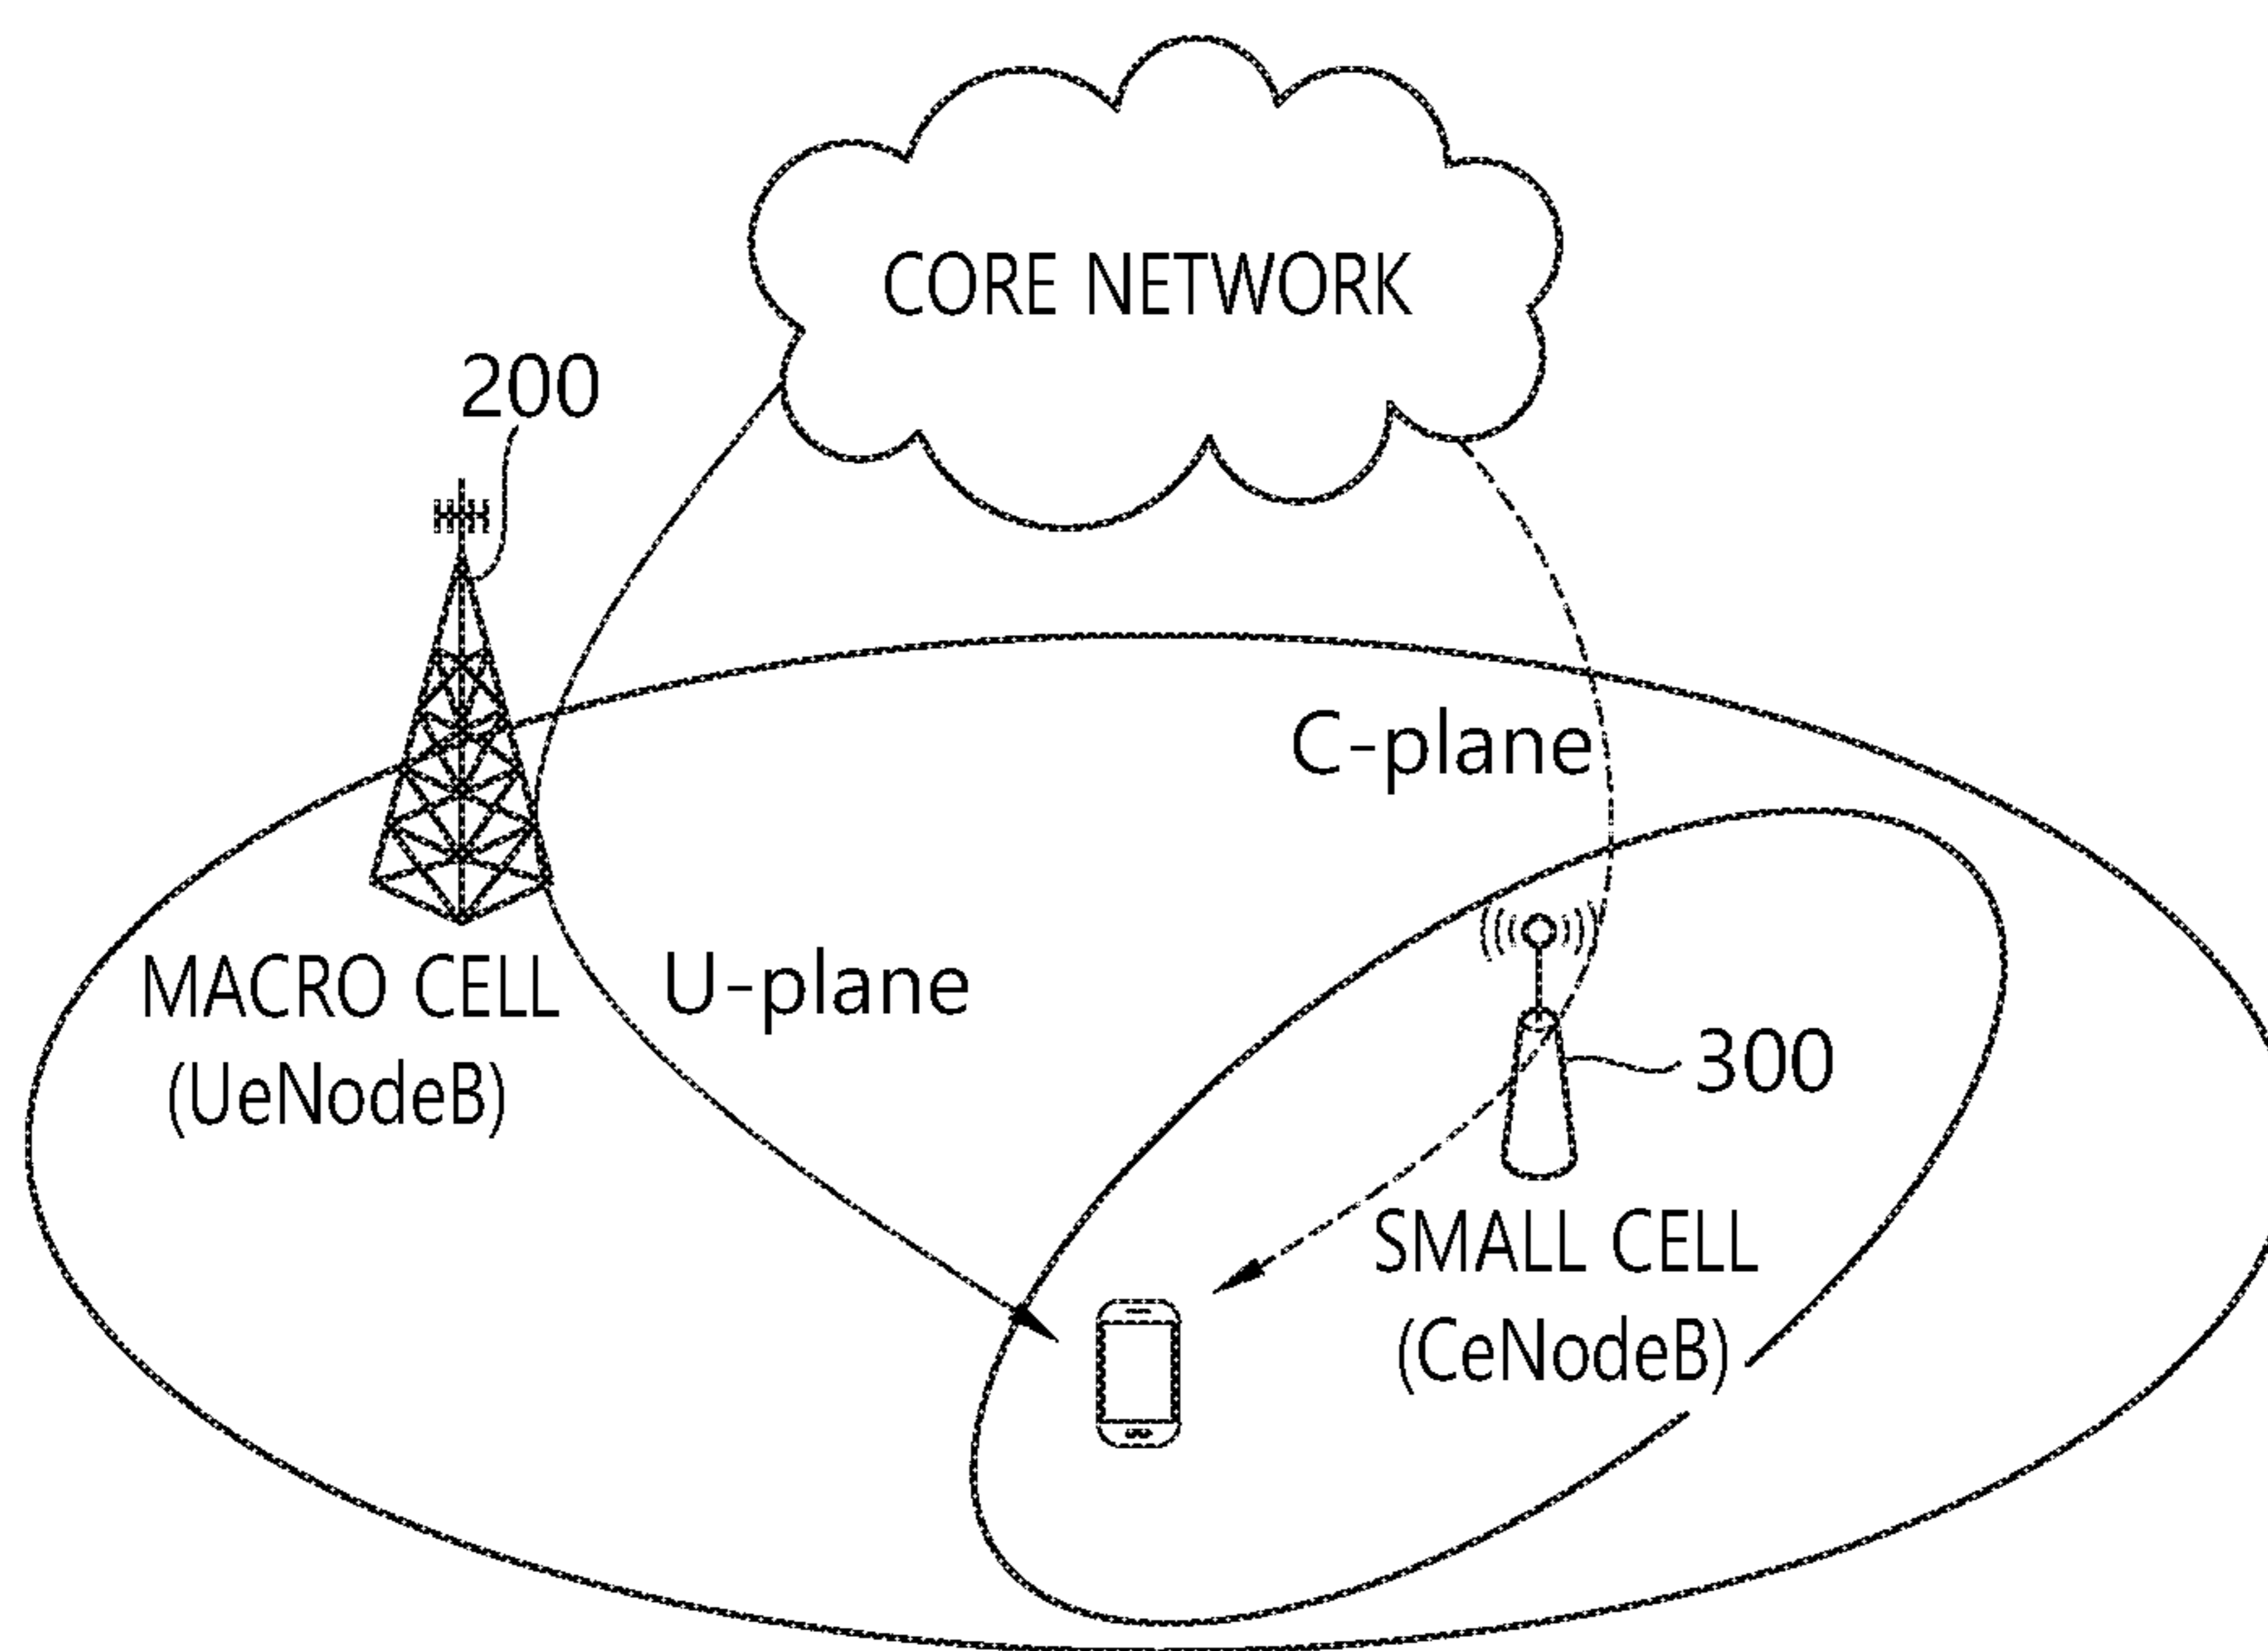 CORE NETWORK
200
C-plane
MACRO CELL
(UeNodeB)
U-plane
300
SMALL CELL
(CeNodeB)